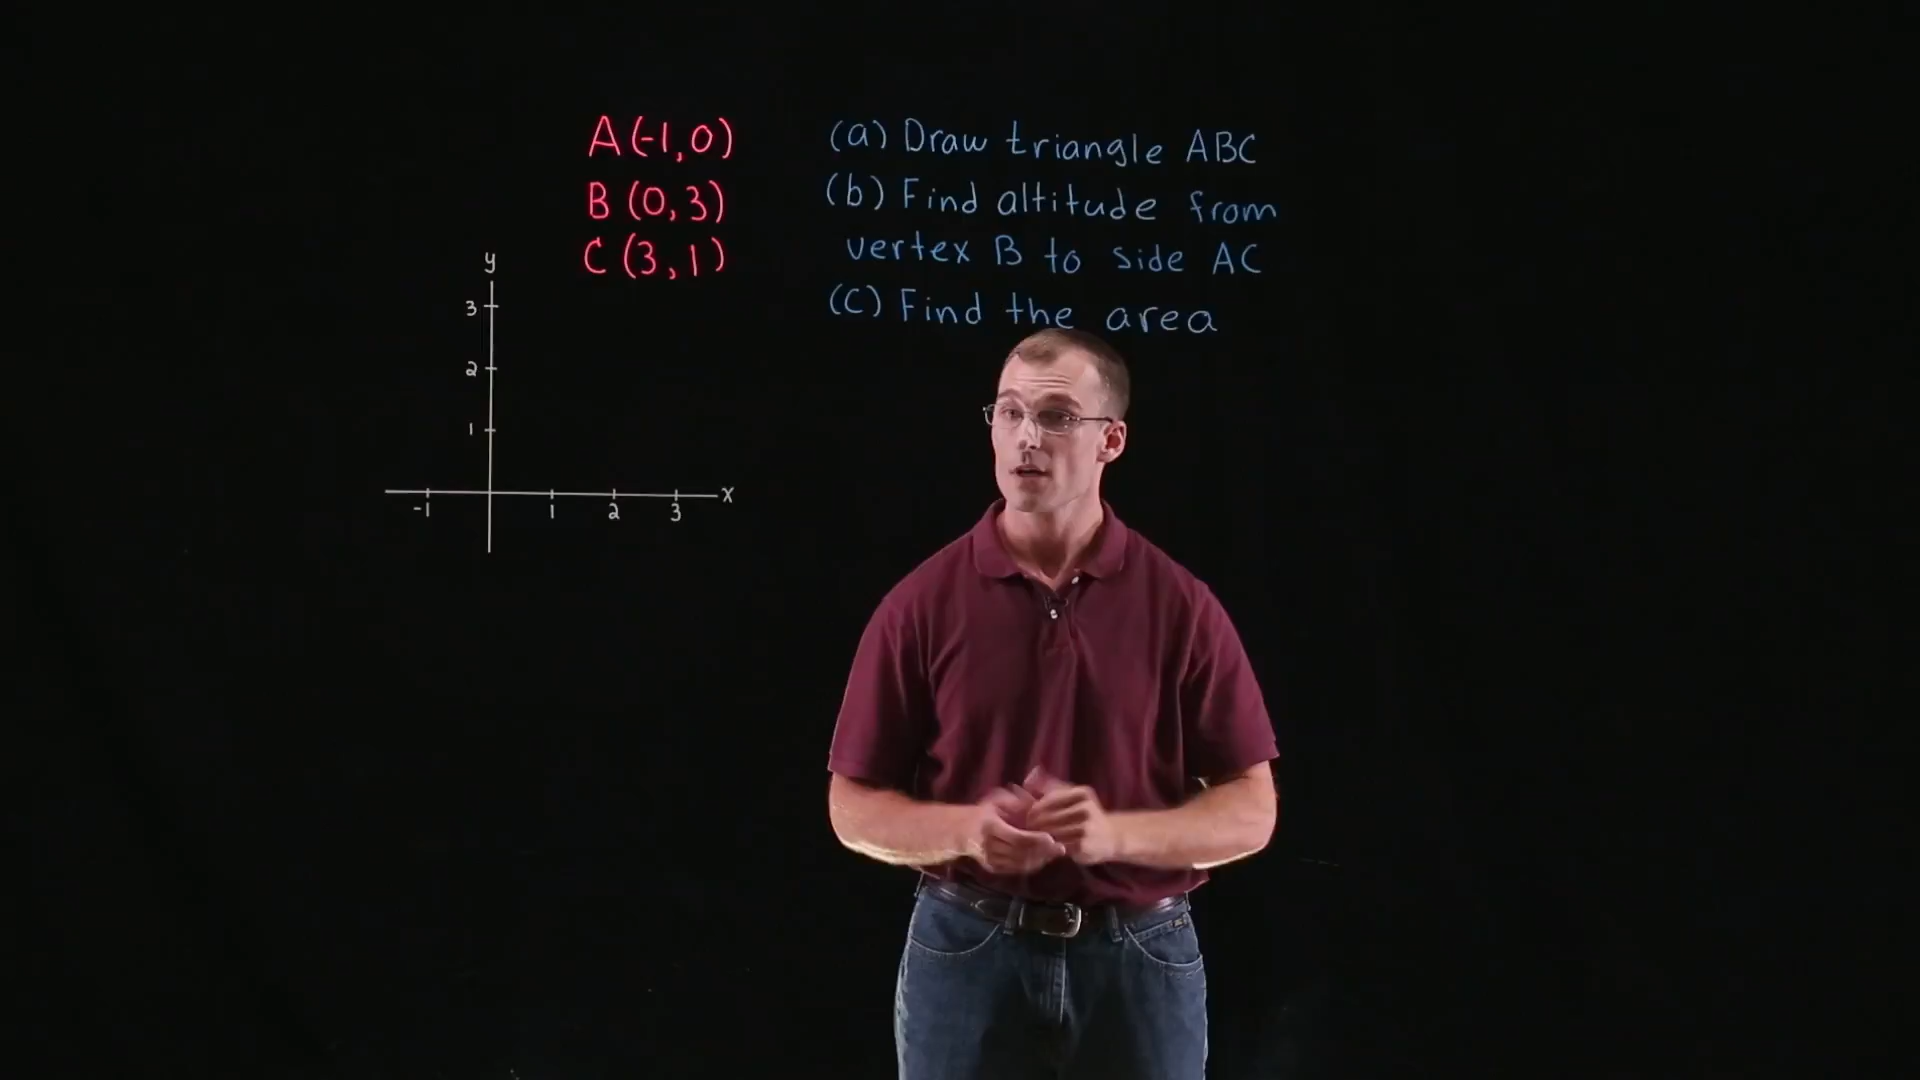 A (-1, 0)
B (0, 3)
C (3, 1)
(a) Draw triangle ABC
(b) Find altitude from
vertex B to side AC
(c) Find the area
y
3
2
1
-1 1 2 3 x